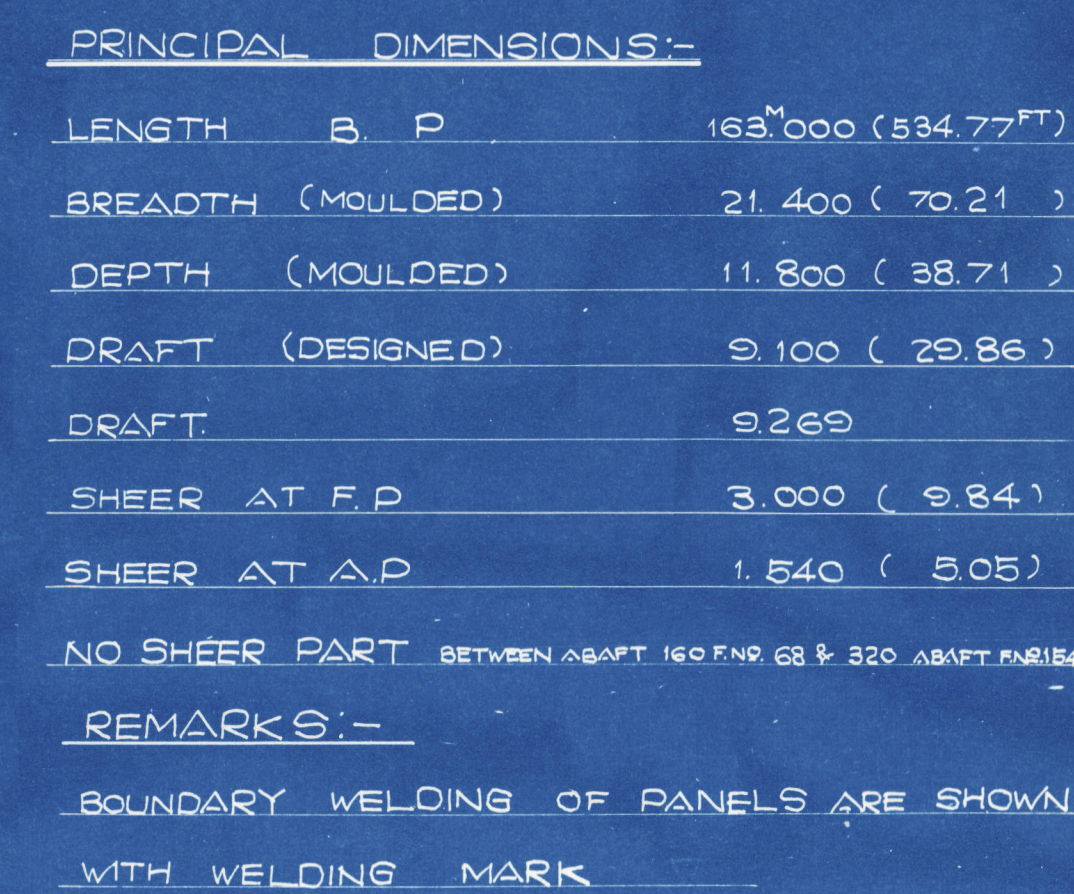 PRINCIPAL DIMENSIONS:-
LENGTH B. P 163.M000 (534.77FT)
BREADTH (MOULDED) 21.400 ( 70.21 )
DEPTH (MOULDED) 11.800 ( 38.71 )
DRAFT (DESIGNED) 9.100 ( 29.86 )
DRAFT. 9.269
SHEER AT F.P 3.000 ( 9.84 )
SHEER AT A.P 1.540 ( 5.05 )
NO SHEER PART BETWEEN ABAFT 160 F.NO. 68 & 320 ABAFT F.NO.154
REMARKS:-
BOUNDARY WELDING OF PANELS ARE SHOWN
WITH WELDING MARK